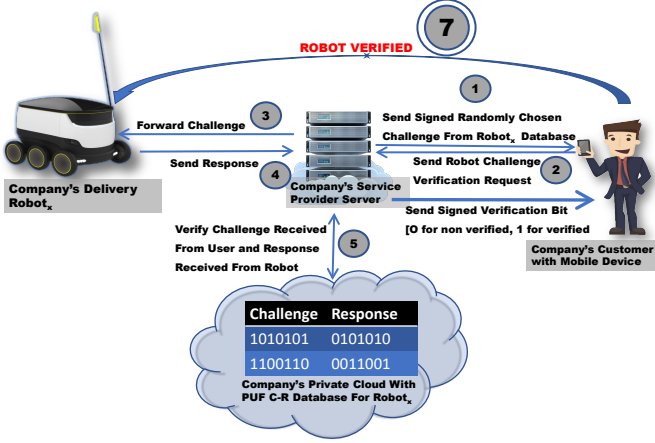 7
ROBOT VERIFIED
1
Send Signed Randomly Chosen
Challenge From Robotx Database
3
Forward Challenge
Send Response
4
Send Robot Challenge
Verification Request
2
Company's Delivery
Robotx
Company's Service
Provider Server
Send Signed Verification Bit
[O for non verified, 1 for verified
Company's Customer
with Mobile Device
Verify Challenge Received
From User and Response
Received From Robot
5
Challenge Response
1010101 0101010
1100110 0011001
Company's Private Cloud With
PUF C-R Database For Robotx